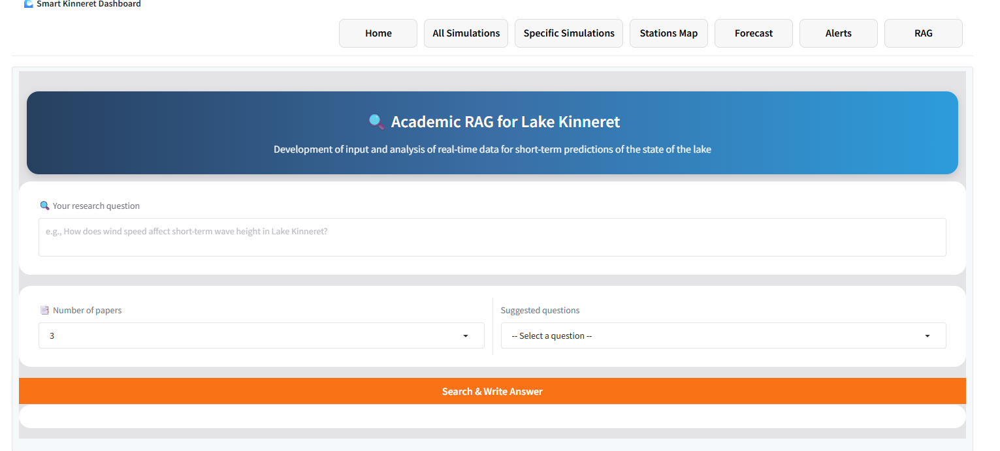 Smart Kinneret Dashboard
Home All Simulations Specific Simulations Stations Map Forecast Alerts RAG
Academic RAG for Lake Kinneret
Development of input and analysis of real-time data for short-term predictions of the state of the lake
Your research question
e.g., How does wind speed affect short-term wave height in Lake Kinneret?
Number of papers Suggested questions
3 -- Select a question --
Search & Write Answer